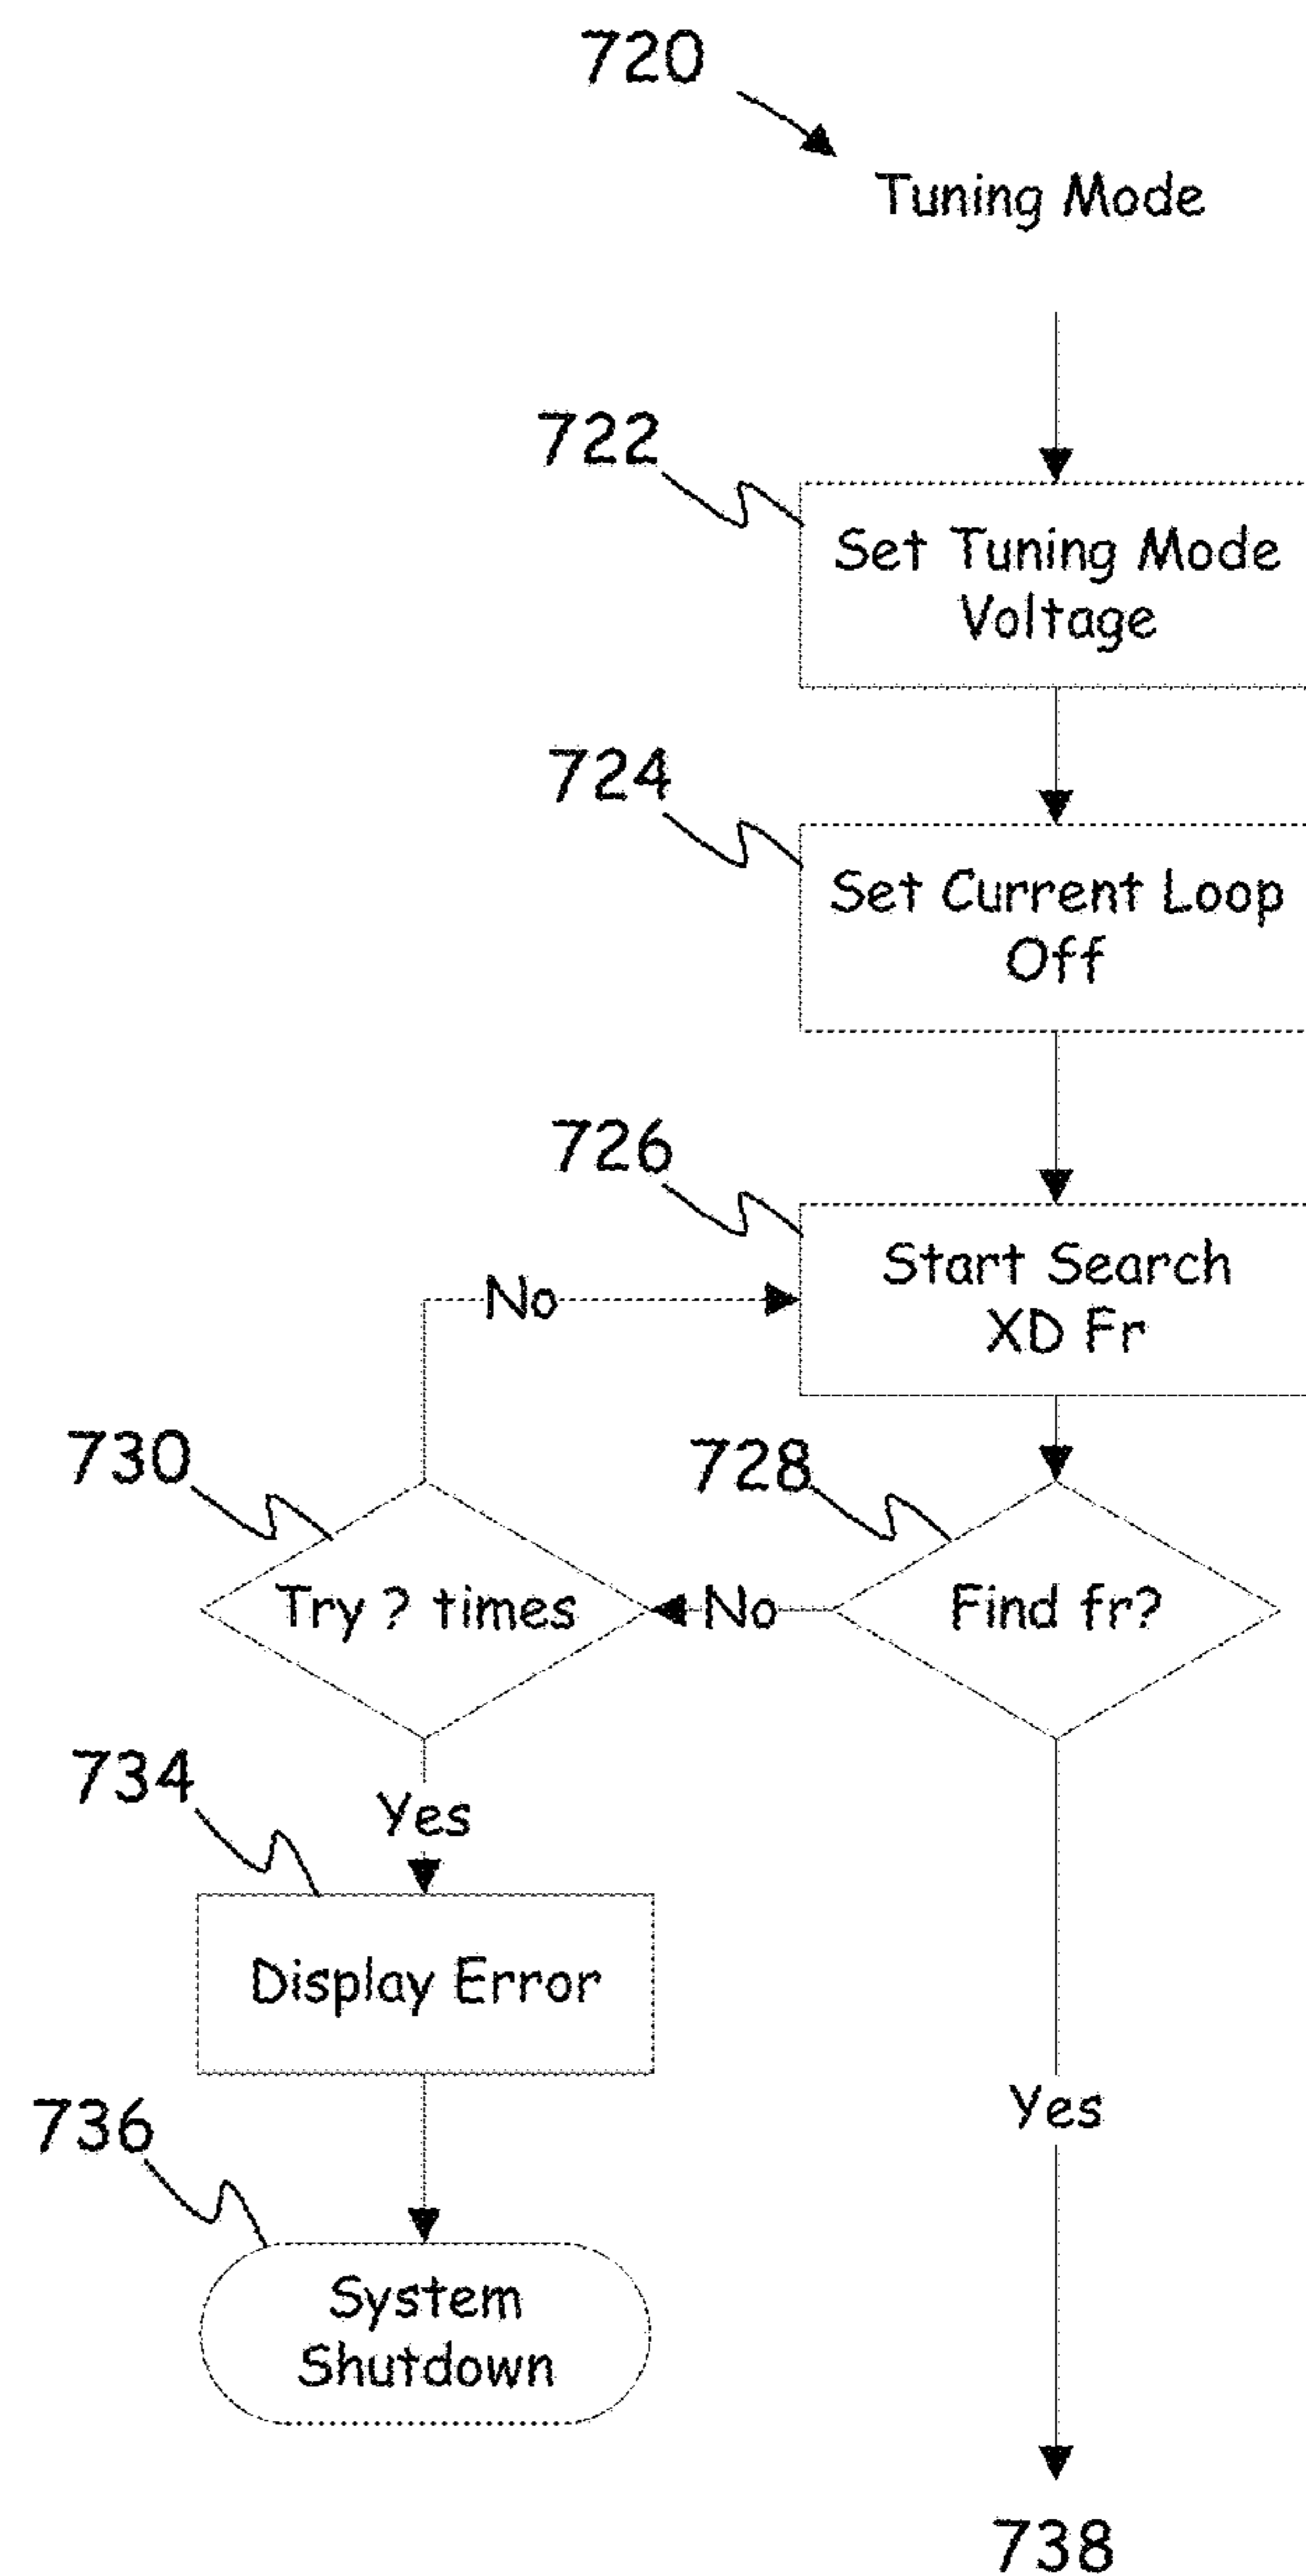 720
Tuning Mode
722
Set Tuning Mode
Voltage
724
Set Current Loop
Off
726
Start Search
XD Fr
No
730
728
Try ? times
No
Find fr?
734
Yes
Display Error
736
Yes
System
Shutdown
738